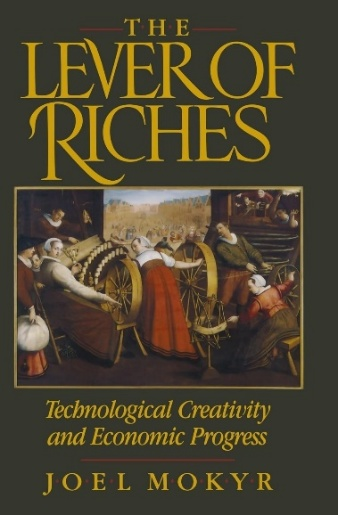 THE
LEVER OF
RICHES
Technological Creativity
and Economic Progress
JOEL MOKYR